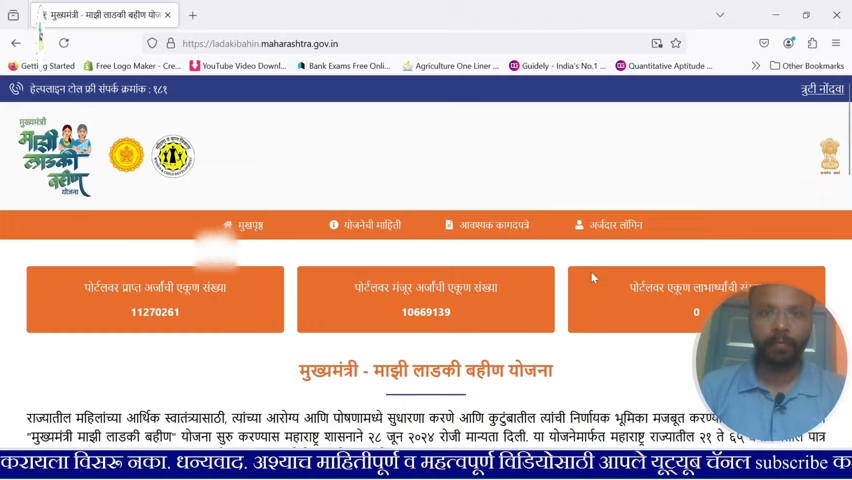 मुख्यमंत्री - माझी लाडकी बहीण योज
https://ladakibahin.maharashtra.gov.in
Getting Started
Free Logo Maker - Cre...
YouTube Video Downl...
Bank Exams Free Onli...
Agriculture One Liner ...
Guidely - India's No.1 ...
Quantitative Aptitude ...
Other Bookmarks
हेल्पलाइन टोल फ्री संपर्क क्रमांक : १८१
त्रुटी नोंदवा
मुख्यमंत्री
माझी
लाडकी
बहीण
योजना
मुखपृष्ठ
योजनेची माहिती
आवश्यक कागदपत्रे
अर्जदार लॉगिन
पोर्टलवर प्राप्त अर्जांची एकूण संख्या
11270261
पोर्टलवर मंजूर अर्जांची एकूण संख्या
10669139
पोर्टलवर एकूण लाभार्थ्यांची
0
मुख्यमंत्री - माझी लाडकी बहीण योजना
राज्यातील महिलांच्या आर्थिक स्वातंत्र्यासाठी, त्यांच्या आरोग्य आणि पोषणामध्ये सुधारणा करणे आणि कुटुंबातील त्यांची निर्णायक भूमिका मजबूत
"मुख्यमंत्री माझी लाडकी बहीण" योजना सुरु करण्यास महाराष्ट्र शासनाने २८ जून २०२४ रोजी मान्यता दिली. या योजनेमार्फत महाराष्ट्र राज्यातील २१ ते ६५ पात्र
करायला विसरू नका. धन्यवाद. अश्याच माहितीपूर्ण व महत्वपूर्ण विडियोसाठी आपले यूट्यूब चॅनल subscribe क